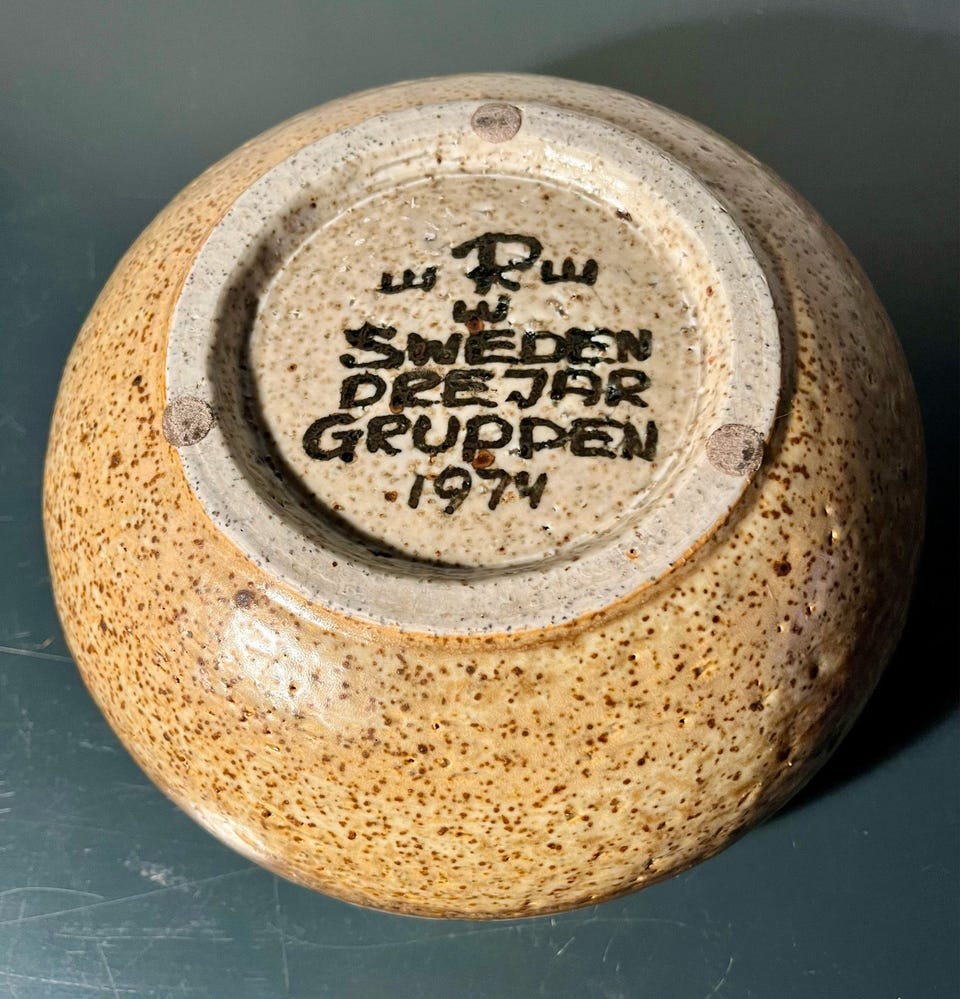 R
w
SWEDEN
DREJAR
GRUPPEN
1974